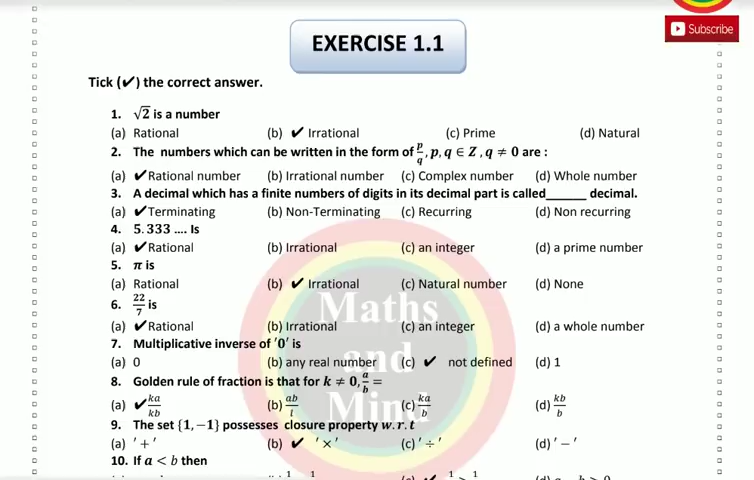 Subscribe
EXERCISE 1.1
Tick (✔) the correct answer.
1. √2 is a number
(a) Rational (b) ✔ Irrational (c) Prime (d) Natural
2. The numbers which can be written in the form of p/q, p, q ∈ Z, q ≠ 0 are :
(a) ✔Rational number (b) Irrational number (c) Complex number (d) Whole number
3. A decimal which has a finite numbers of digits in its decimal part is called______ decimal.
(a) ✔Terminating (b) Non-Terminating (c) Recurring (d) Non recurring
4. 5.333 .... Is
(a) ✔Rational (b) Irrational (c) an integer (d) a prime number
5. π is
(a) Rational (b) ✔ Irrational (c) Natural number (d) None
6. 22/7 is
(a) ✔Rational (b) Irrational (c) an integer (d) a whole number
7. Multiplicative inverse of ′0′ is
(a) 0 (b) any real number (c) ✔ not defined (d) 1
8. Golden rule of fraction is that for k ≠ 0, a/b =
(a) ✔ka/kb (b) ab/l (c) ka/b (d) kb/b
9. The set {1, −1} possesses closure property w.r.t
(a) ′ + ′ (b) ✔ ′ × ′ (c) ′ ÷ ′ (d) ′ − ′
10. If a < b then
Maths
and
Mind